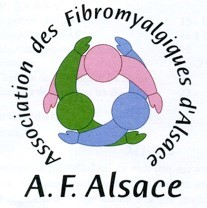 Association des Fibromyalgiques d'Alsace
A. F. Alsace